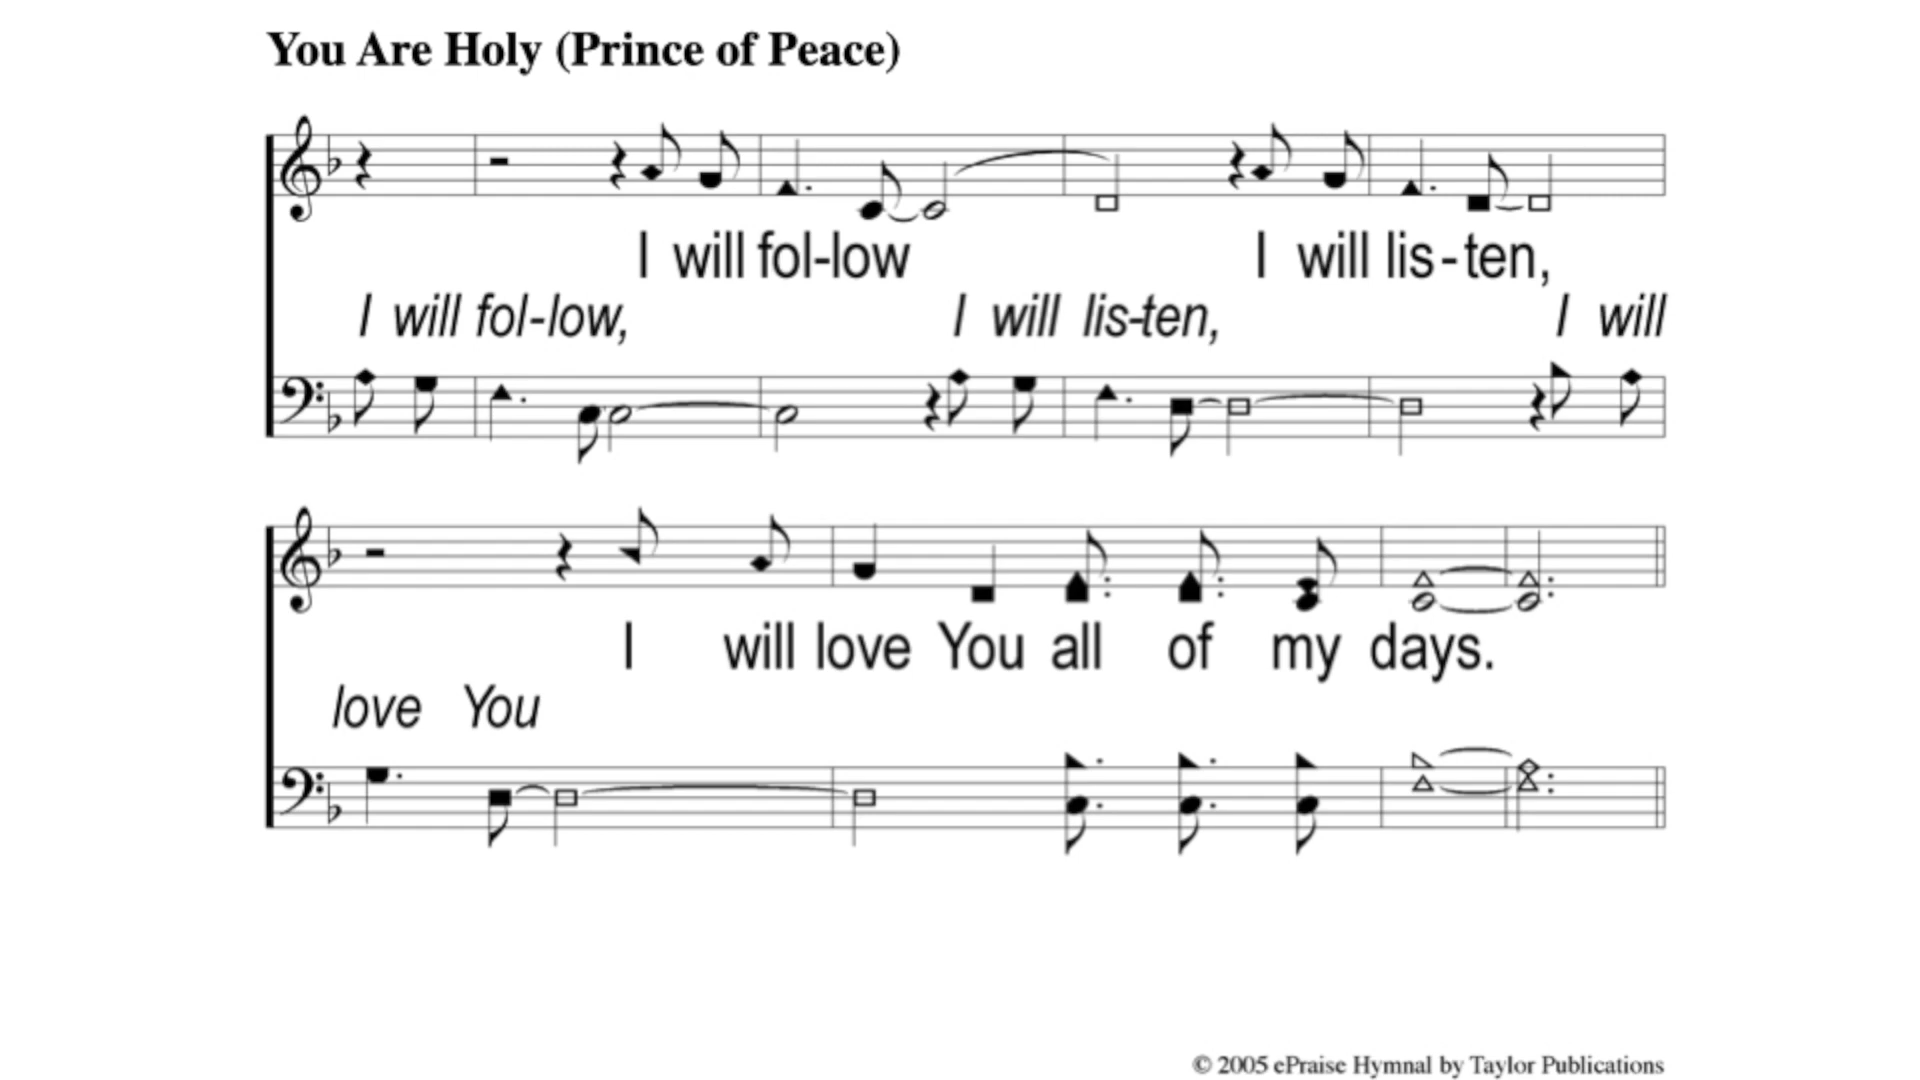 You Are Holy (Prince of Peace)
I will fol-low I will lis-ten,
I will fol-low, I will lis-ten, I will
I will love You all of my days.
love You
© 2005 ePraise Hymnal by Taylor Publications